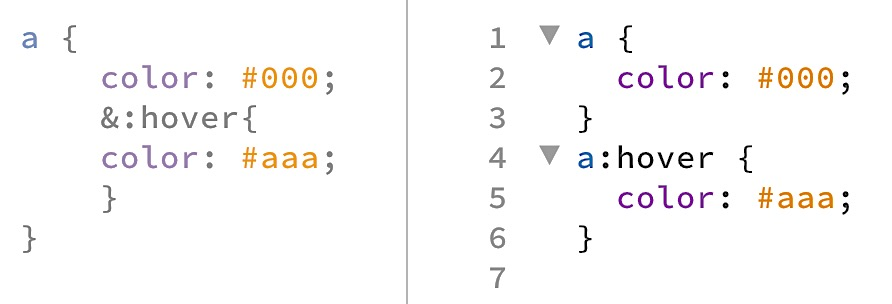 a {
    color: #000;
    &:hover{
    color: #aaa;
    }
}
1 ▼ a {
2     color: #000;
3   }
4 ▼ a:hover {
5     color: #aaa;
6   }
7